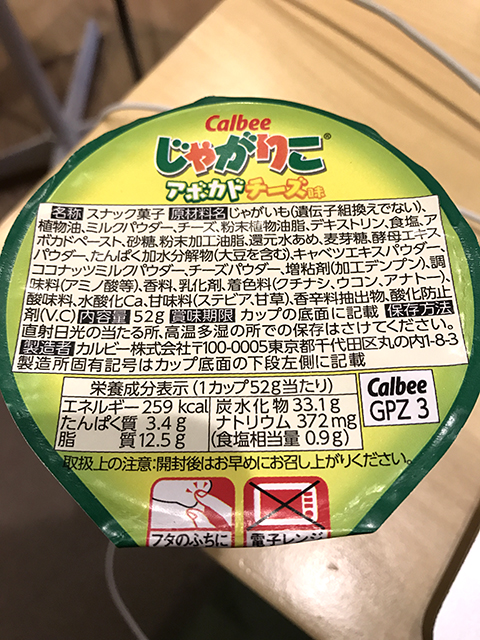 Calbee
じゃがりこ®
アボカドチーズ味
名称 スナック菓子 原材料名 じゃがいも(遺伝子組換えでない)、
植物油、ミルクパウダー、チーズ、粉末植物油脂、デキストリン、食塩、ア
ボカドペースト、砂糖、粉末加工油脂、還元水あめ、麦芽糖、酵母エキス
パウダー、たんぱく加水分解物(大豆を含む)、キャベツエキスパウダー、
ココナッツミルクパウダー、チーズパウダー、増粘剤(加工デンプン)、調
味料(アミノ酸等)、香料、乳化剤、着色料(クチナシ、ウコン、アナトー)、
酸味料、水酸化Ca、甘味料(ステビア、甘草)、香辛料抽出物、酸化防止
剤(V.C) 内容量 52g 賞味期限 カップの底面に記載 保存方法
直射日光の当たる所、高温多湿の所での保存はさけてください。
製造者 カルビー株式会社〒100-0005東京都千代田区丸の内1-8-3
製造所固有記号はカップ底面の下段左側に記載
栄養成分表示(1カップ52g当たり)
エネルギー 259 kcal 炭水化物 33.1g
たんぱく質 3.4g ナトリウム 372mg
脂質 12.5g (食塩相当量 0.9g)
Calbee
GPZ 3
取扱上の注意:開封後はお早めにお召し上がりください。
フタのふちに
電子レンジ